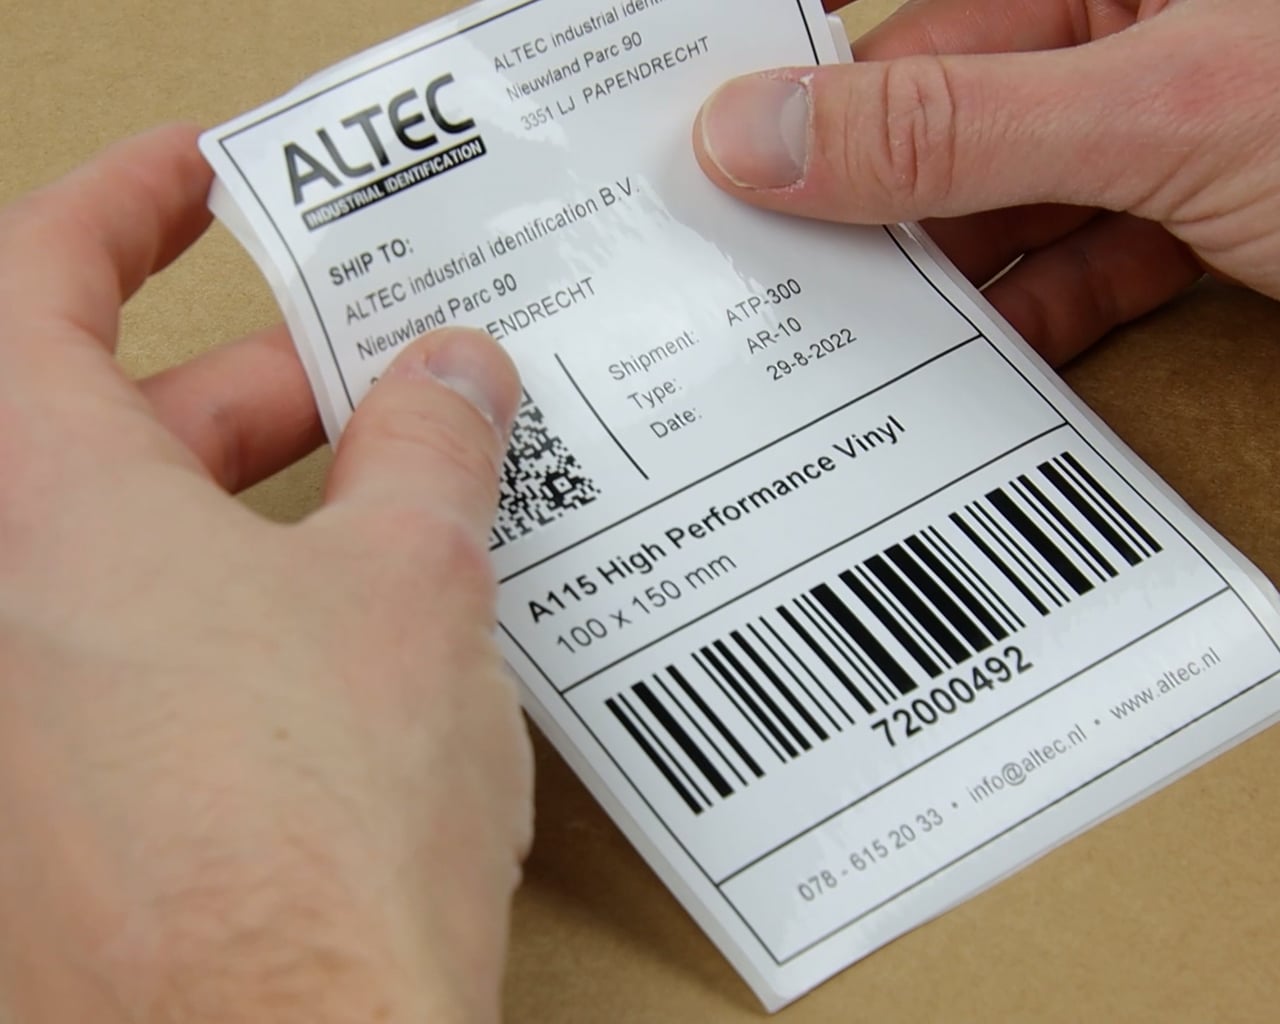 ALTEC
INDUSTRIAL IDENTIFICATION
ALTEC industrial
Nieuwland Parc 90
3351 LJ PAPENDRECHT
SHIP TO:
ALTEC industrial identification B.V.
Nieuwland Parc 90
Shipment: ATP-300
Type: AR-10
Date: 29-8-2022
A115 High Performance Vinyl
100 x 150 mm
72000492
078 - 615 20 33 • info@altec.nl • www.altec.nl